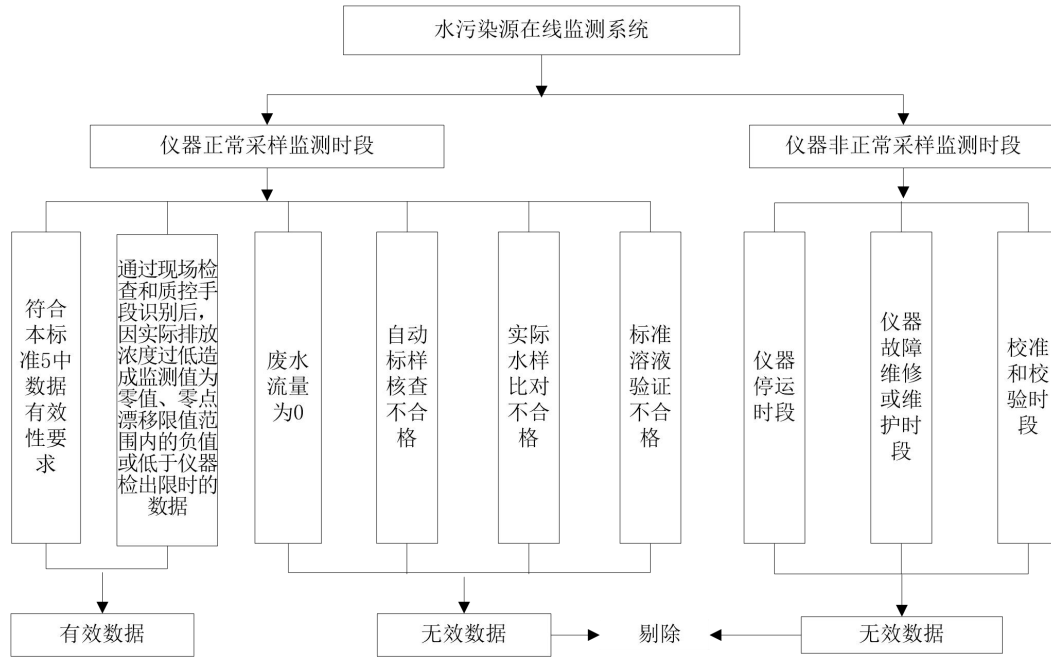 水污染源在线监测系统
仪器正常采样监测时段
仪器非正常采样监测时段
符合
本标
准5中
数据
有效
性要
求
通过现场检
查和质控手
段识别后，
因实际排放
浓度过低造
成监测值为
零值、零点
漂移限值范
围内的负值
或低于仪器
检出限时的
数据
废水
流量
为0
自动
标样
核查
不合
格
实际
水样
比对
不合
格
标准
溶液
验证
不合
格
仪器
停运
时段
仪器
故障
维修
或维
护时
段
校准
和校
验时
段
有效数据
无效数据
剔除
无效数据